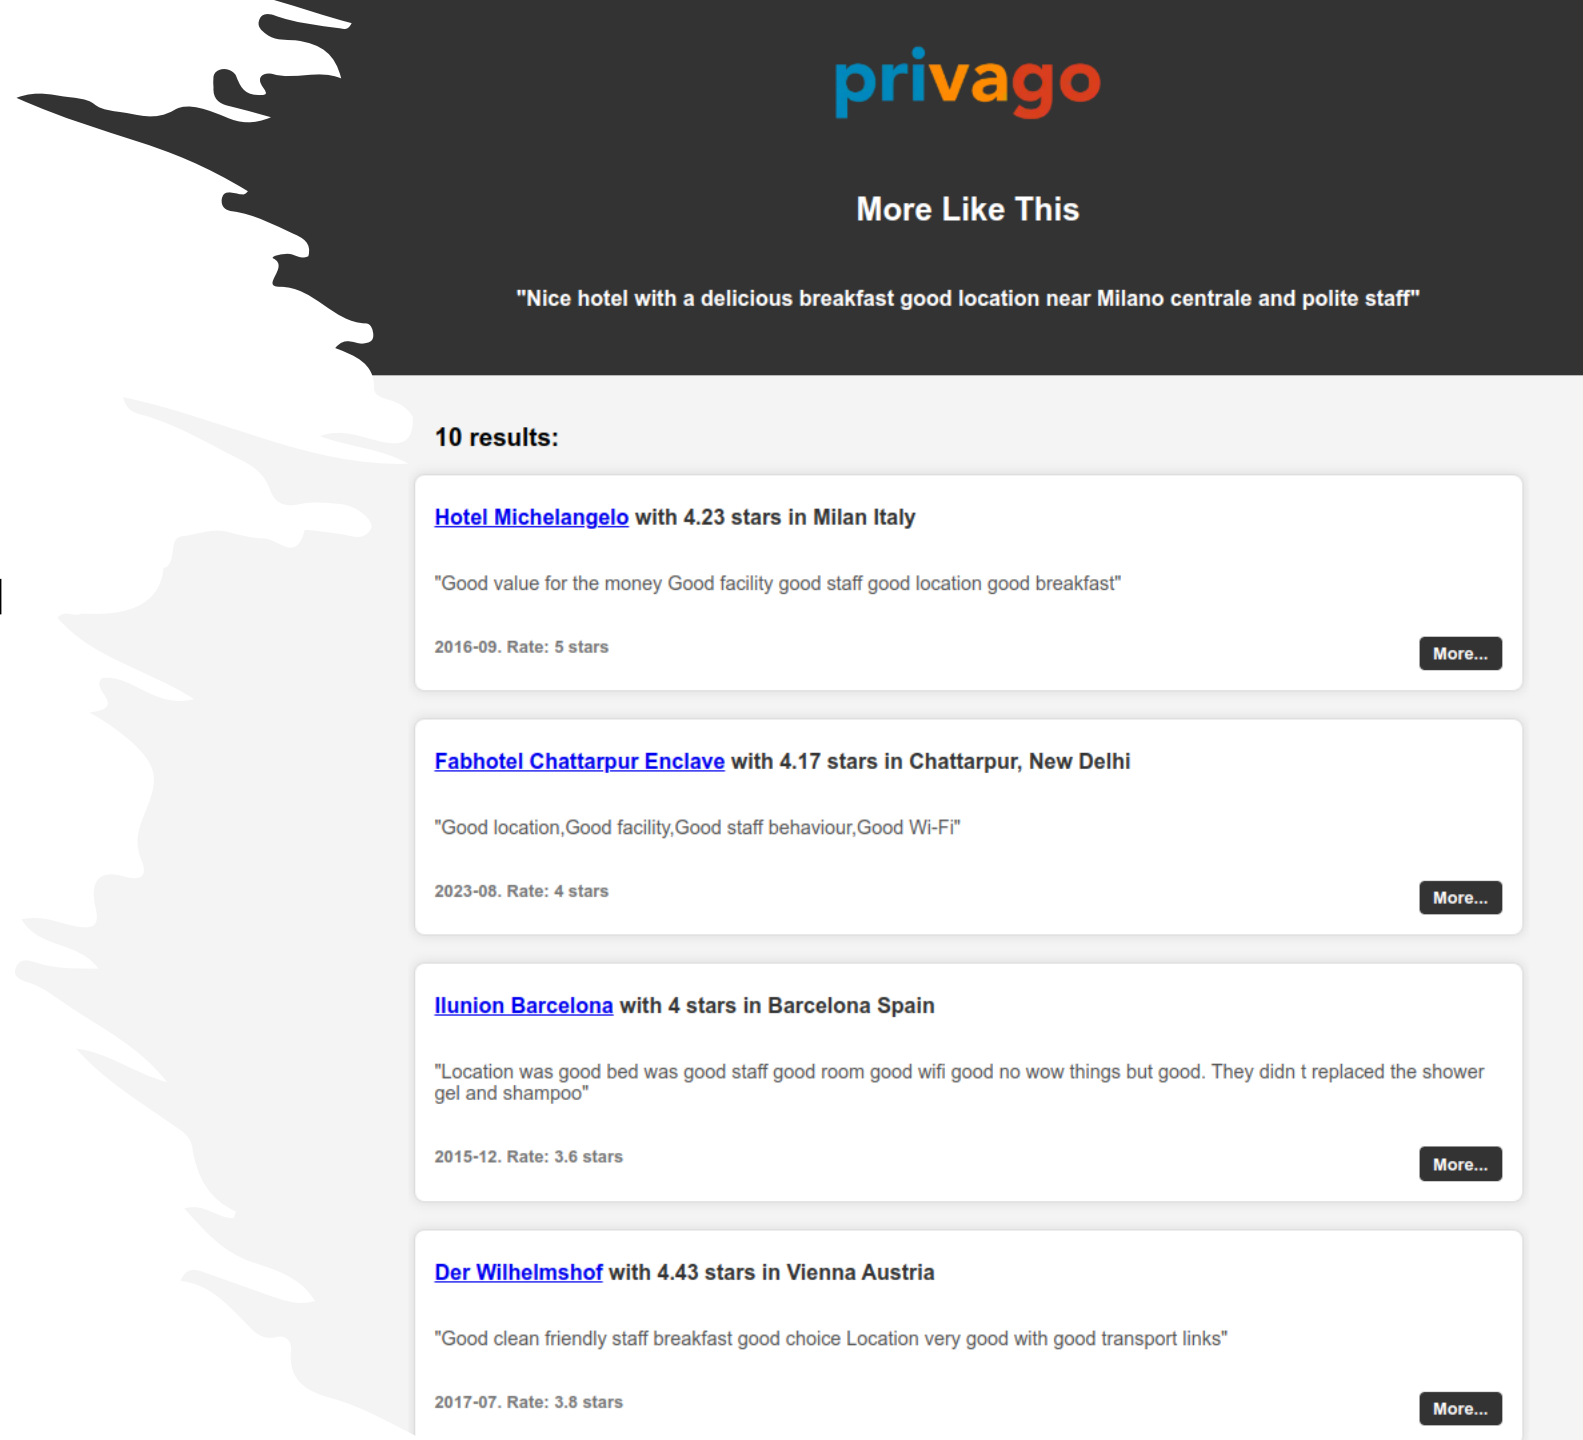 privago
More Like This
"Nice hotel with a delicious breakfast good location near Milano centrale and polite staff"
10 results:
Hotel Michelangelo with 4.23 stars in Milan Italy
"Good value for the money Good facility good staff good location good breakfast"
2016-09. Rate: 5 stars
More...
Fabhotel Chattarpur Enclave with 4.17 stars in Chattarpur, New Delhi
"Good location,Good facility,Good staff behaviour,Good Wi-Fi"
2023-08. Rate: 4 stars
More...
Ilunion Barcelona with 4 stars in Barcelona Spain
"Location was good bed was good staff good room good wifi good no wow things but good. They didn t replaced the shower
gel and shampoo"
2015-12. Rate: 3.6 stars
More...
Der Wilhelmshof with 4.43 stars in Vienna Austria
"Good clean friendly staff breakfast good choice Location very good with good transport links"
2017-07. Rate: 3.8 stars
More...